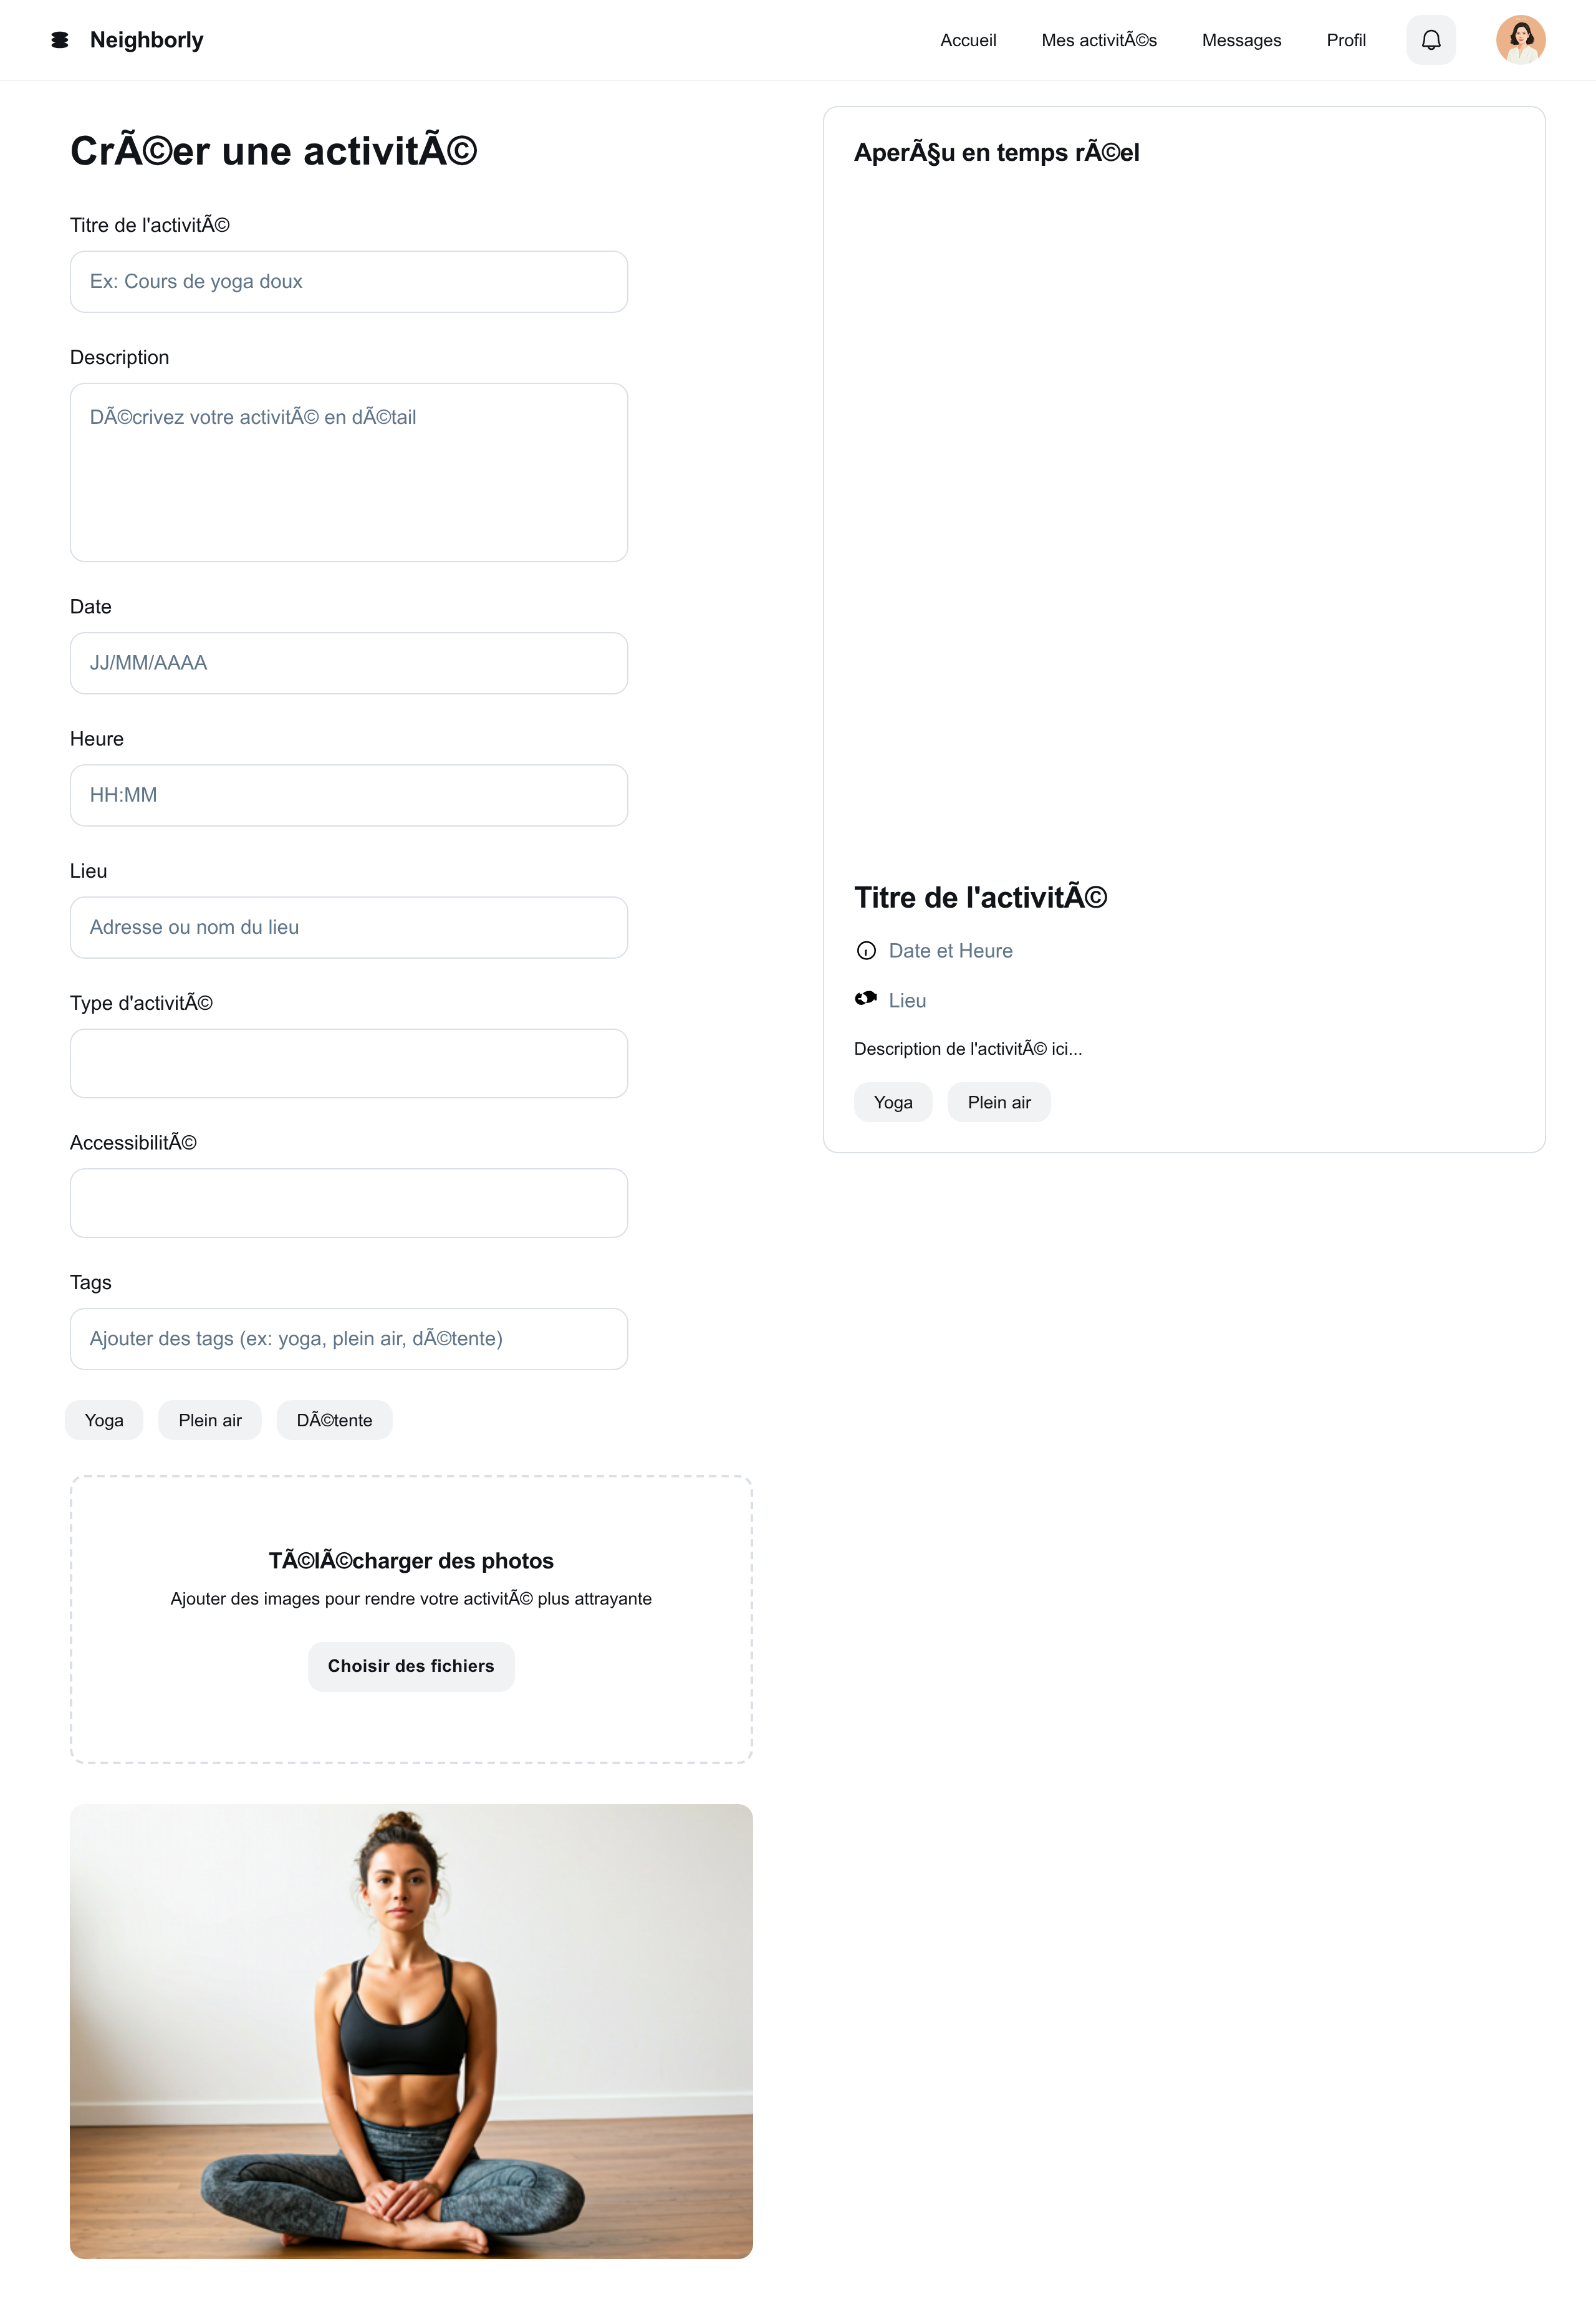 Neighborly
Accueil
Mes activitÃ©s
Messages
Profil
CrÃ©er une activitÃ©
Titre de l'activitÃ©
Ex: Cours de yoga doux
Description
DÃ©crivez votre activitÃ© en dÃ©tail
Date
JJ/MM/AAAA
Heure
HH:MM
Lieu
Adresse ou nom du lieu
Type d'activitÃ©
AccessibilitÃ©
Tags
Ajouter des tags (ex: yoga, plein air, dÃ©tente)
Yoga
Plein air
DÃ©tente
TÃ©lÃ©charger des photos
Ajouter des images pour rendre votre activitÃ© plus attrayante
Choisir des fichiers
AperÃ§u en temps rÃ©el
Titre de l'activitÃ©
Date et Heure
Lieu
Description de l'activitÃ© ici...
Yoga
Plein air